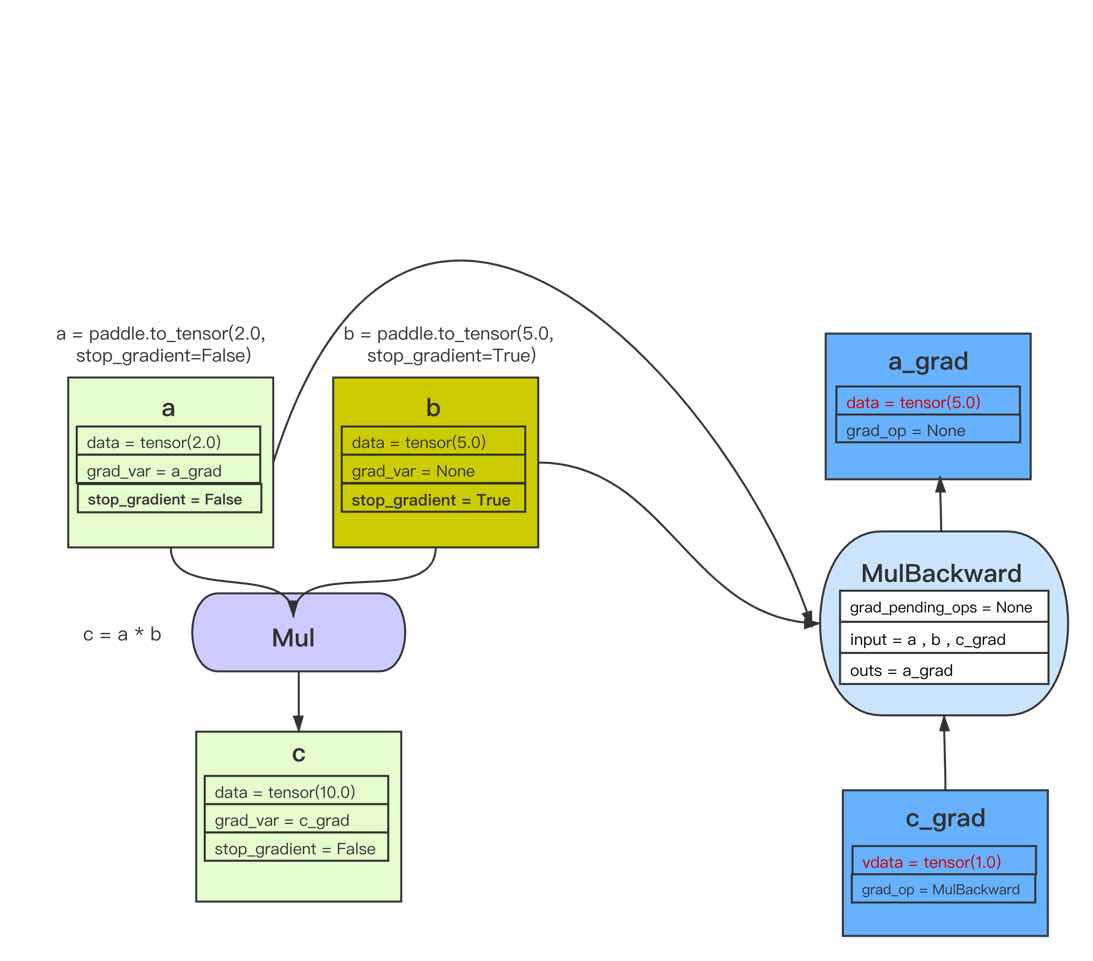 a = paddle.to_tensor(2.0,
stop_gradient=False)
b = paddle.to_tensor(5.0,
stop_gradient=True)
a
data = tensor(2.0)
grad_var = a_grad
stop_gradient = False
b
data = tensor(5.0)
grad_var = None
stop_gradient = True
c = a * b
Mul
c
data = tensor(10.0)
grad_var = c_grad
stop_gradient = False
a_grad
data = tensor(5.0)
grad_op = None
MulBackward
grad_pending_ops = None
input = a , b , c_grad
outs = a_grad
c_grad
vdata = tensor(1.0)
grad_op = MulBackward